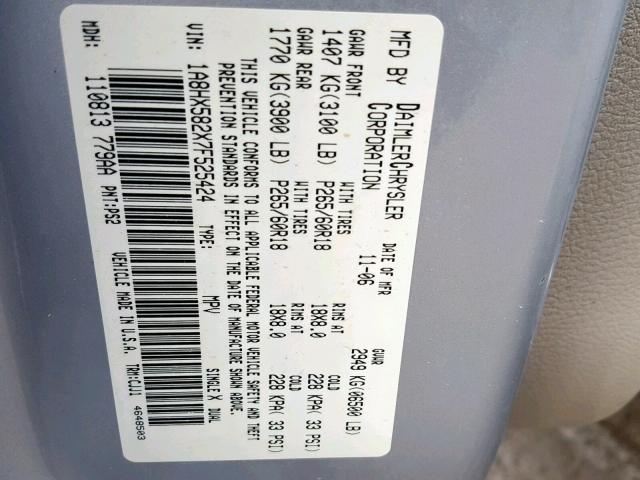 MFD BY DAIMLERCHRYSLER CORPORATION DATE OF MFR 11-06 GVWR 2949 KG(06500 LB)
GAWR FRONT WITH TIRES RIMS AT COLD
1407 KG(3100 LB) P265/60R18 18X8.0 228 KPA( 33 PSI)
GAWR REAR WITH TIRES RIMS AT COLD
1770 KG(3900 LB) P265/60R18 18X8.0 228 KPA( 33 PSI)
THIS VEHICLE CONFORMS TO ALL APPLICABLE FEDERAL MOTOR VEHICLE SAFETY AND THEFT
PREVENTION STANDARDS IN EFFECT ON THE DATE OF MANUFACTURE SHOWN ABOVE.
VIN: 1A8HX582X7F525424 TYPE: MPV SINGLE X DUAL
MDH: 110813 779AA PNT:PS2 VEHICLE MADE IN U.S.A. TRM:CJJ1 4648503